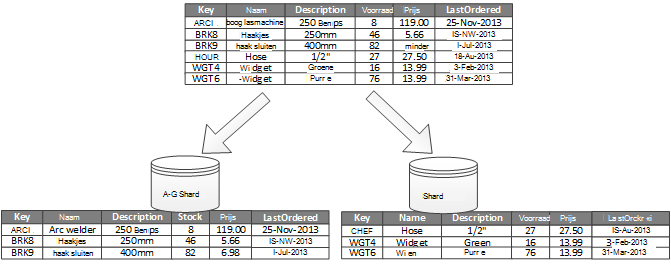 Key Naam Description Voorraad Prijs LastOrdered
ARCI boog lasmachine 250 Benips 8 119.00 25-Nov-2013
BRK8 Haakjes 250mm 46 5.66 IS-NW-2013
BRK9 haak sluiten 400mm 82 minder I-Jul-2013
HOUR Hose 1/2" 27 27.50 18-Au-2013
WGT4 Widget Groene 16 13.99 3-Feb-2013
WGT6 -Widget Purr e 76 13.99 31-Mar-2013
A-G Shard
Shard
Key Naam Description Stock Prijs LastOrdered
ARCI Arc welder 250 Benips 8 119.00 25-Nov-2013
BRK8 Haakjes 250mm 46 5.66 IS-NW-2013
BRK9 haak sluiten 400mm 82 6.98 I-Jul-2013
Key Name Description Voorraad Prijs
CHEF Hose 1/2" 27 27.50 IS-Au-2013
WGT4 Widget Green 16 13.99 3-Feb-2013
WGT6 Wien Purr e 76 13.99 31-Mar-2013